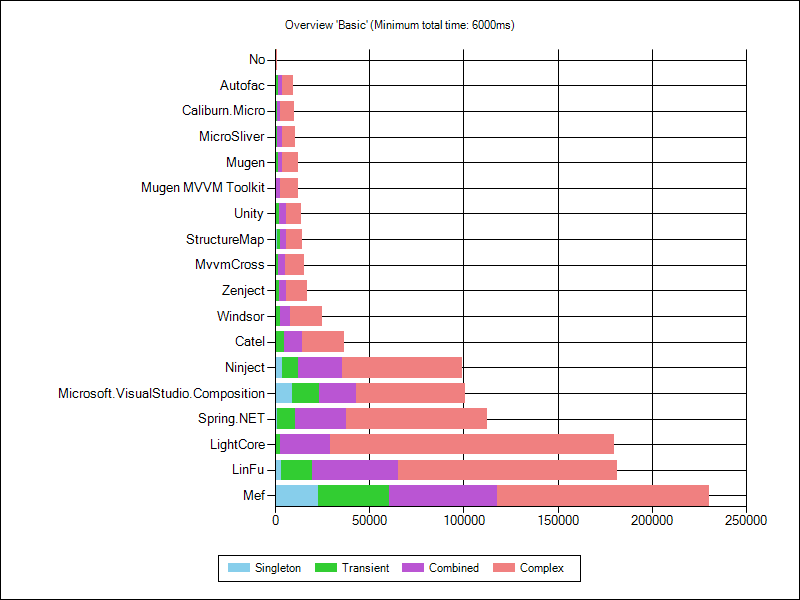 Overview 'Basic' (Minimum total time: 6000ms)
No
Autofac
Caliburn.Micro
MicroSliver
Mugen
Mugen MVVM Toolkit
Unity
StructureMap
MvvmCross
Zenject
Windsor
Catel
Ninject
Microsoft.VisualStudio.Composition
Spring.NET
LightCore
LinFu
Mef
0 50000 100000 150000 200000 250000
Singleton Transient Combined Complex